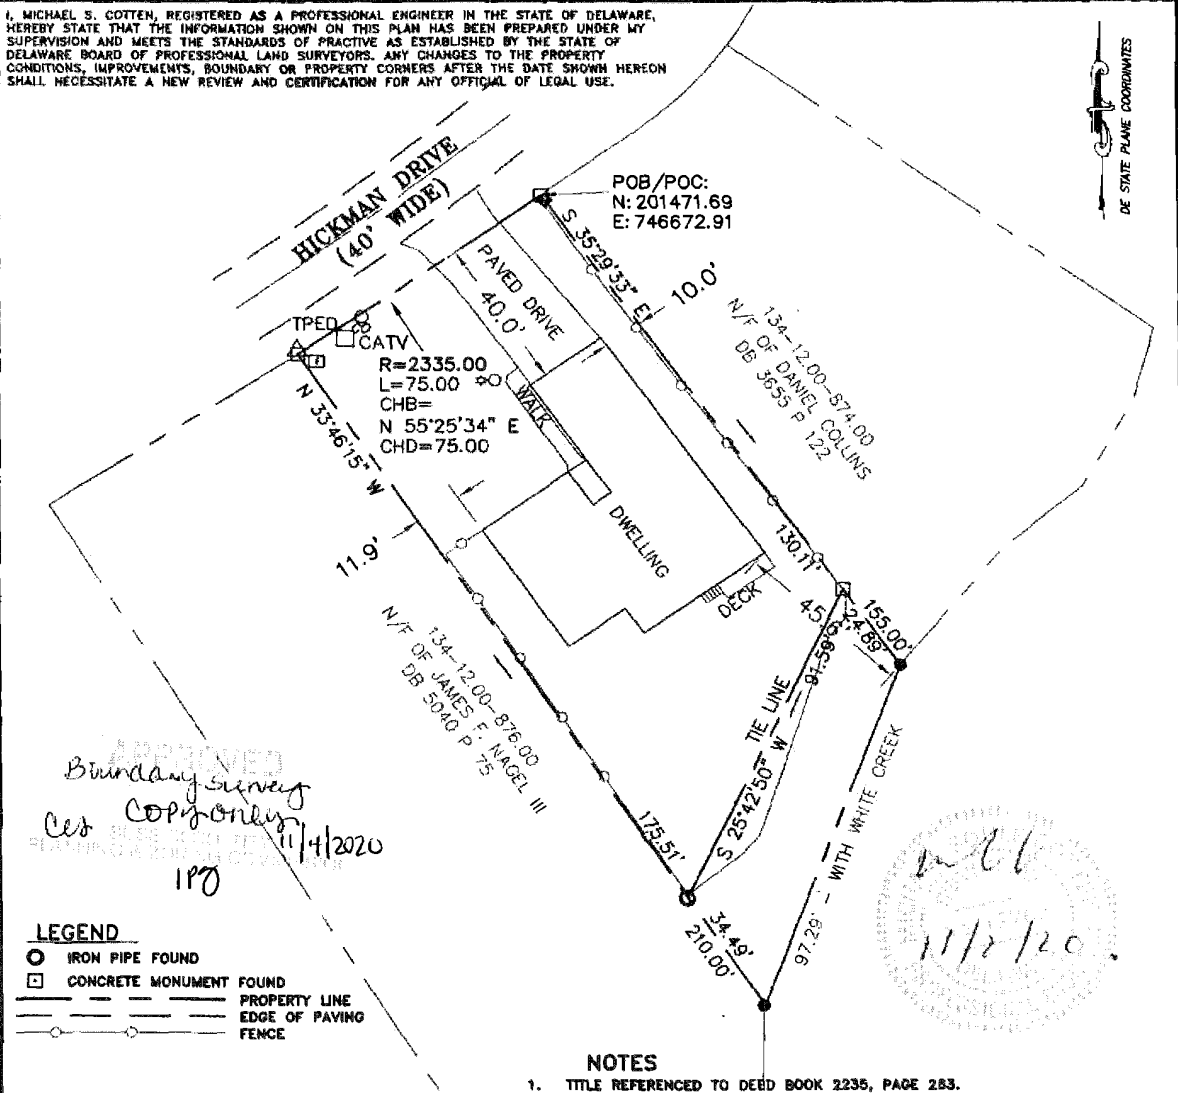 I, MICHAEL S. COTTEN, REGISTERED AS A PROFESSIONAL ENGINEER IN THE STATE OF DELAWARE,
HEREBY STATE THAT THE INFORMATION SHOWN ON THIS PLAN HAS BEEN PREPARED UNDER MY
SUPERVISION AND MEETS THE STANDARDS OF PRACTIVE AS ESTABLISHED BY THE STATE OF
DELAWARE BOARD OF PROFESSIONAL LAND SURVEYORS. ANY CHANGES TO THE PROPERTY
CONDITIONS, IMPROVEMENTS, BOUNDARY OR PROPERTY CORNERS AFTER THE DATE SHOWN HEREON
SHALL NECESSITATE A NEW REVIEW AND CERTIFICATION FOR ANY OFFICIAL OF LEGAL USE.
DE STATE PLANE COORDINATES
HICKMAN DRIVE
(40' WIDE)
POB/POC:
N: 201471.69
E: 746672.91
S 35°29'33" E
10.0'
PAVED DRIVE
40.0'
TPED
CATV
R=2335.00
L=75.00
CHB=
N 55°25'34" E
CHD=75.00
WALK
N 33°46'15" W
134-12.00-874.00
N/F OF DANIEL COLLINS
DB 3655 P 122
11.9'
DWELLING
DECK
130.11'
45.
24.89'
155.00'
91.59'
TIE LINE
S 25°42'50" W
134-12.00-876.00
N/F OF JAMES F. NAGEL III
DB 5040 P 75
175.51'
34.49'
210.00'
97.29' - WITH WHITE CREEK
APPROVED
Boundary Survey
Copy only
11/4/2020
11/2/20
LEGEND
IRON PIPE FOUND
CONCRETE MONUMENT FOUND
PROPERTY LINE
EDGE OF PAVING
FENCE
NOTES
1. TITLE REFERENCED TO DEED BOOK 2235, PAGE 283.